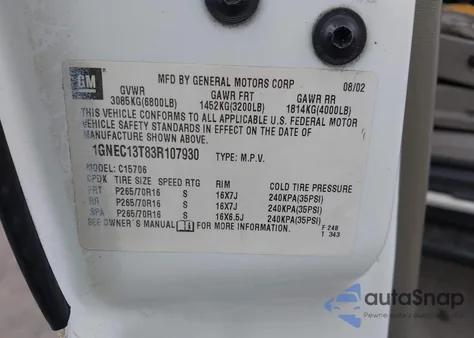 GM
MFD BY GENERAL MOTORS CORP 08/02
GVWR GAWR FRT GAWR RR
3085KG(6800LB) 1452KG(3200LB) 1814KG(4000LB)
THIS VEHICLE CONFORMS TO ALL APPLICABLE U.S. FEDERAL MOTOR
VEHICLE SAFETY STANDARDS IN EFFECT ON THE DATE OF
MANUFACTURE SHOWN ABOVE.
1GNEC13T83R107930 TYPE: M.P.V.
MODEL: C15706
TIRE SIZE SPEED RTG RIM COLD TIRE PRESSURE
FRT P265/70R16 S 16X7J 240KPA(35PSI)
RR P265/70R16 S 16X7J 240KPA(35PSI)
SPA P265/70R16 S 16X6.5J 240KPA(35PSI)
SEE OWNER'S MANUAL FOR MORE INFORMATION. F 248
T 343
autoSnap